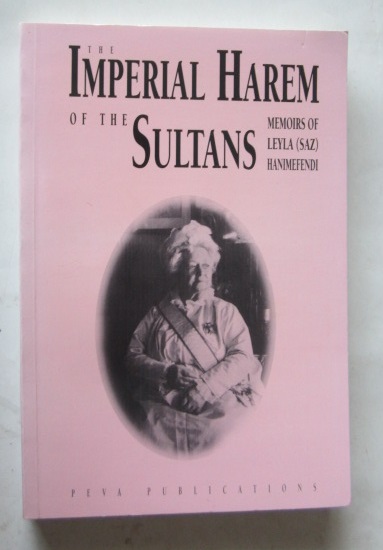 THE
IMPERIAL HAREM
OF THE SULTANS
MEMOIRS OF
LEYLA (SAZ)
HANIMEFENDI
PEVA PUBLICATIONS